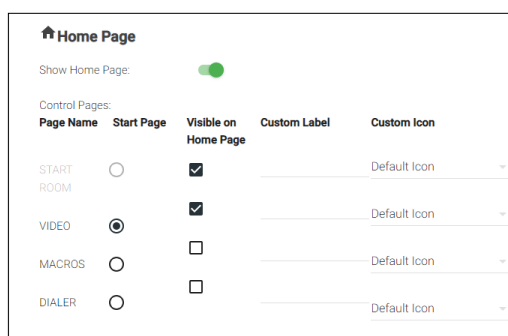 Home Page
Show Home Page:
Control Pages:
Page Name Start Page Visible on Custom Label Custom Icon
Home Page
START Default Icon
ROOM
VIDEO Default Icon
MACROS Default Icon
DIALER Default Icon